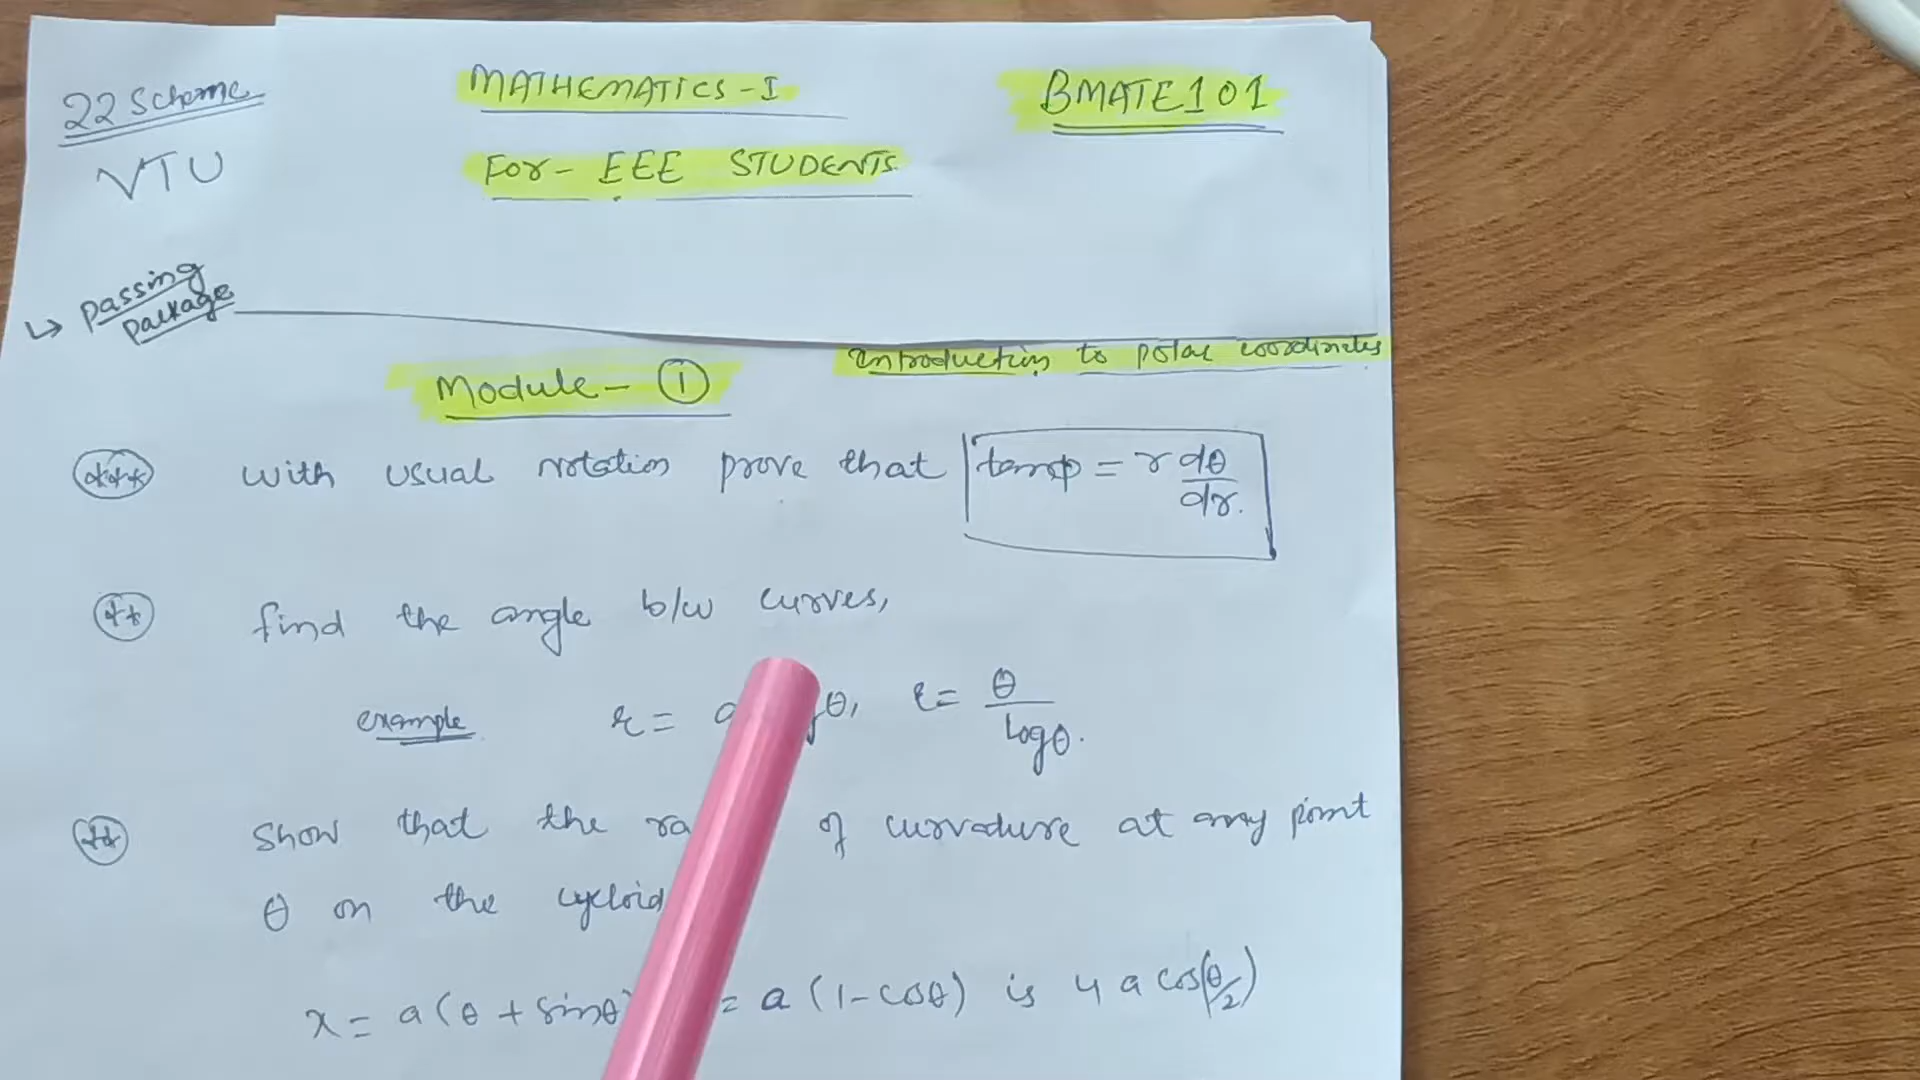 22 Scheme
VTU
MATHEMATICS-I
For- EEE STUDENTS
BMATE101
↳ Passing package
Module- ①
Introduction to polar coordinates
*** with usual notation prove that tanφ = r dθ/dr.
** find the angle b/w curves,
example r = θ, r = θ/logθ.
** Show that the of curvature at any point
θ on the cycloid
x = a(θ + sinθ = a(1-cosθ) is 4a cos(θ/2)